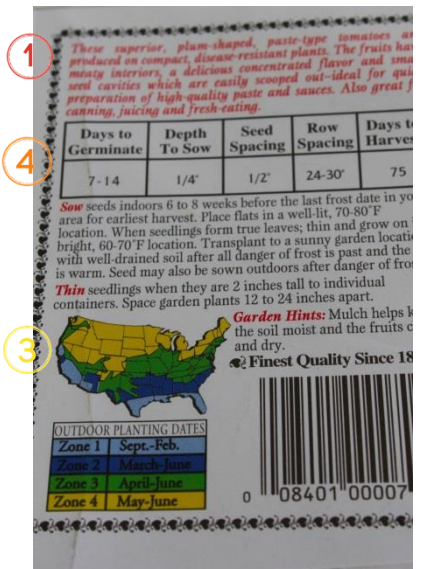 1
These superior, plum-shaped, paste-type tomatoes
produced on compact, disease-resistant plants. The fruits
meaty interiors, a delicious concentrated flavor and
seed cavities which are easily scooped out–ideal for
preparation of high-quality paste and sauces. Also great
canning, juicing and fresh-eating.
4
Days to Germinate Depth To Sow Seed Spacing Row Spacing Days
7-14 1/4" 1/2" 24-30" 75
Sow seeds indoors 6 to 8 weeks before the last frost date in
area for earliest harvest. Place flats in a well-lit, 70-80°F
location. When seedlings form true leaves; thin and grow on
bright, 60-70°F location. Transplant to a sunny garden
with well-drained soil after all danger of frost is past and the
is warm. Seed may also be sown outdoors after danger of
Thin seedlings when they are 2 inches tall to individual
containers. Space garden plants 12 to 24 inches apart.
3
Garden Hints: Mulch helps
the soil moist and the fruits
and dry.
Finest Quality Since 18
OUTDOOR PLANTING DATES
Zone 1 Sept.-Feb.
Zone 2 March-June
Zone 3 April-June
Zone 4 May-June
0 08401 00007